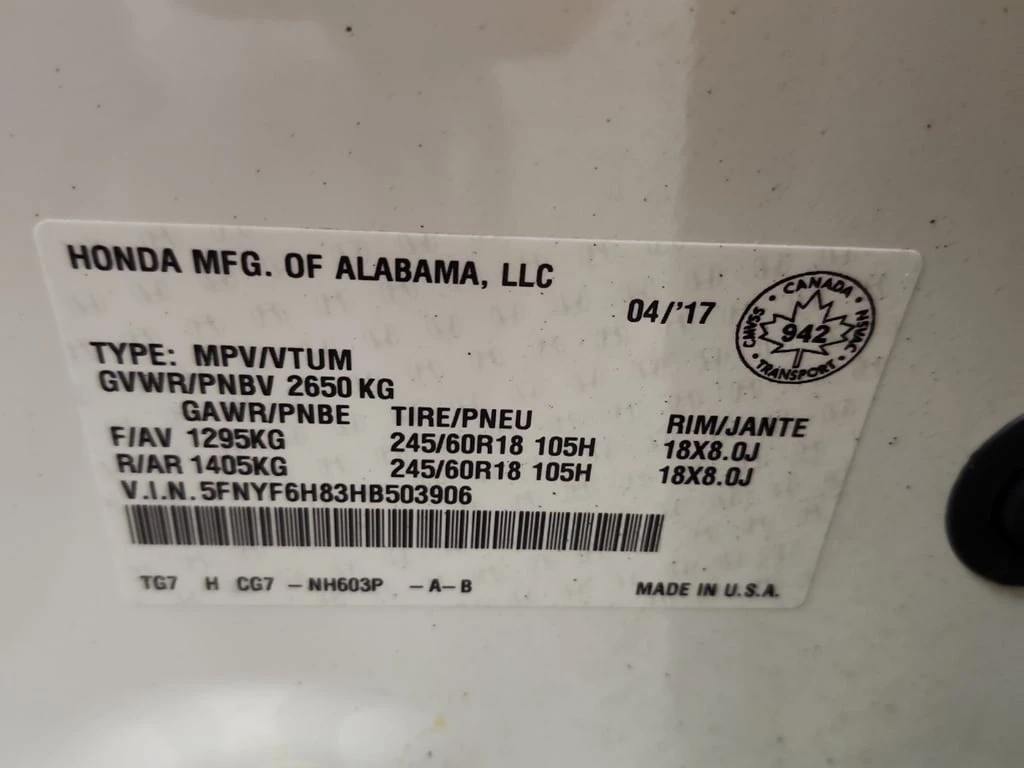 HONDA MFG. OF ALABAMA, LLC
04/'17
CANADA
CMVSS 942 NSVAC
TRANSPORT
TYPE: MPV/VTUM
GVWR/PNBV 2650 KG
GAWR/PNBE TIRE/PNEU RIM/JANTE
F/AV 1295KG 245/60R18 105H 18X8.0J
R/AR 1405KG 245/60R18 105H 18X8.0J
V.I.N. 5FNYF6H83HB503906
TG7 H CG7 - NH603P - A - B MADE IN U.S.A.